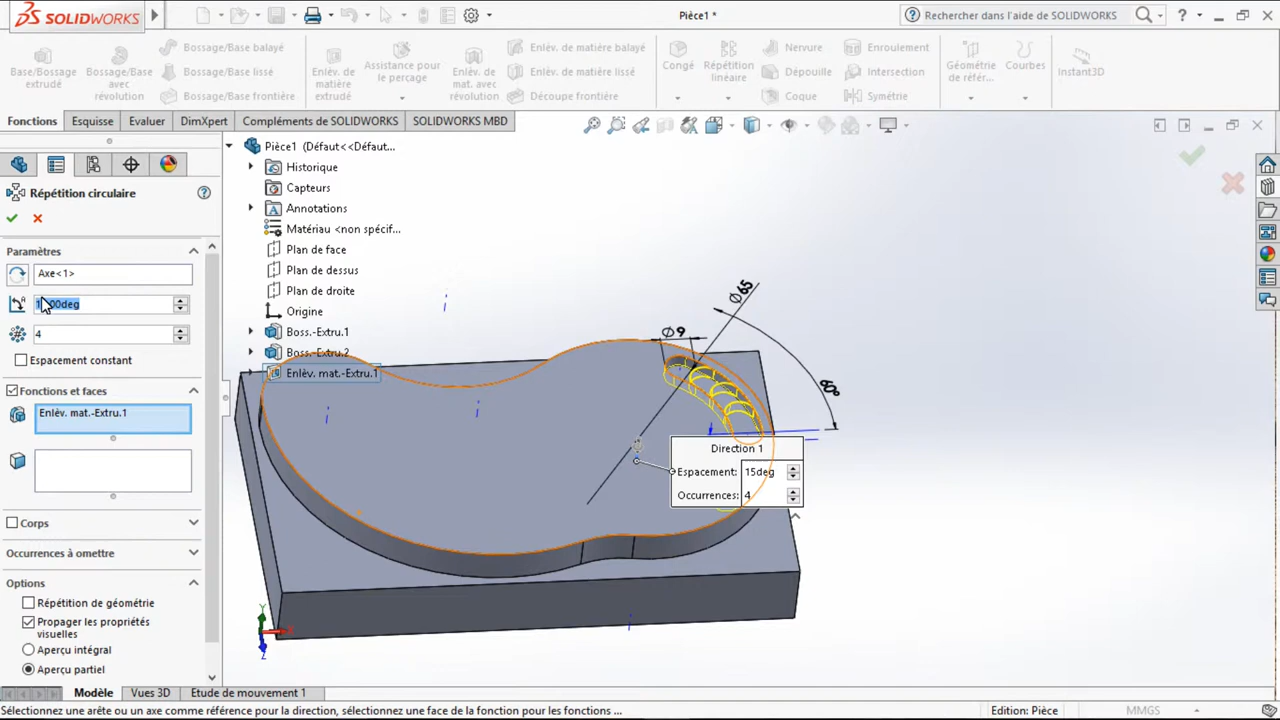 SOLIDWORKS
Pièce1 *
Rechercher dans l'aide de SOLIDWORKS
?
Base/Bossage extrudé
Bossage/Base avec révolution
Bossage/Base balayé
Bossage/Base lissé
Bossage/Base frontière
Enlèv. de matière extrudé
Assistance pour le perçage
Enlèv. de mat. avec révolution
Enlèv. de matière balayé
Enlèv. de matière lissé
Découpe frontière
Congé
Répétition linéaire
Nervure
Dépouille
Coque
Enroulement
Intersection
Symétrie
Géométrie de référ...
Courbes
Instant3D
Fonctions
Esquisse
Evaluer
DimXpert
Compléments de SOLIDWORKS
SOLIDWORKS MBD
Répétition circulaire
?
Paramètres
Axe<1>
4
Espacement constant
Fonctions et faces
Enlèv. mat.-Extru.1
Corps
Occurrences à omettre
Options
Répétition de géométrie
Propager les propriétés visuelles
Aperçu intégral
Aperçu partiel
Pièce1 (Défaut<<Défaut...
Historique
Capteurs
Annotations
Matériau <non spécif...
Plan de face
Plan de dessus
Plan de droite
Origine
Boss.-Extru.1
Boss.-Extru.2
Enlèv. mat.-Extru.1
Ø65
Ø9
60°
Direction 1
Espacement: 15deg
Occurrences: 4
Y
Z
Modèle
Vues 3D
Etude de mouvement 1
Sélectionnez une arête ou un axe comme référence pour la direction, sélectionnez une face de la fonction pour les fonctions ...
Edition: Pièce
MMGS